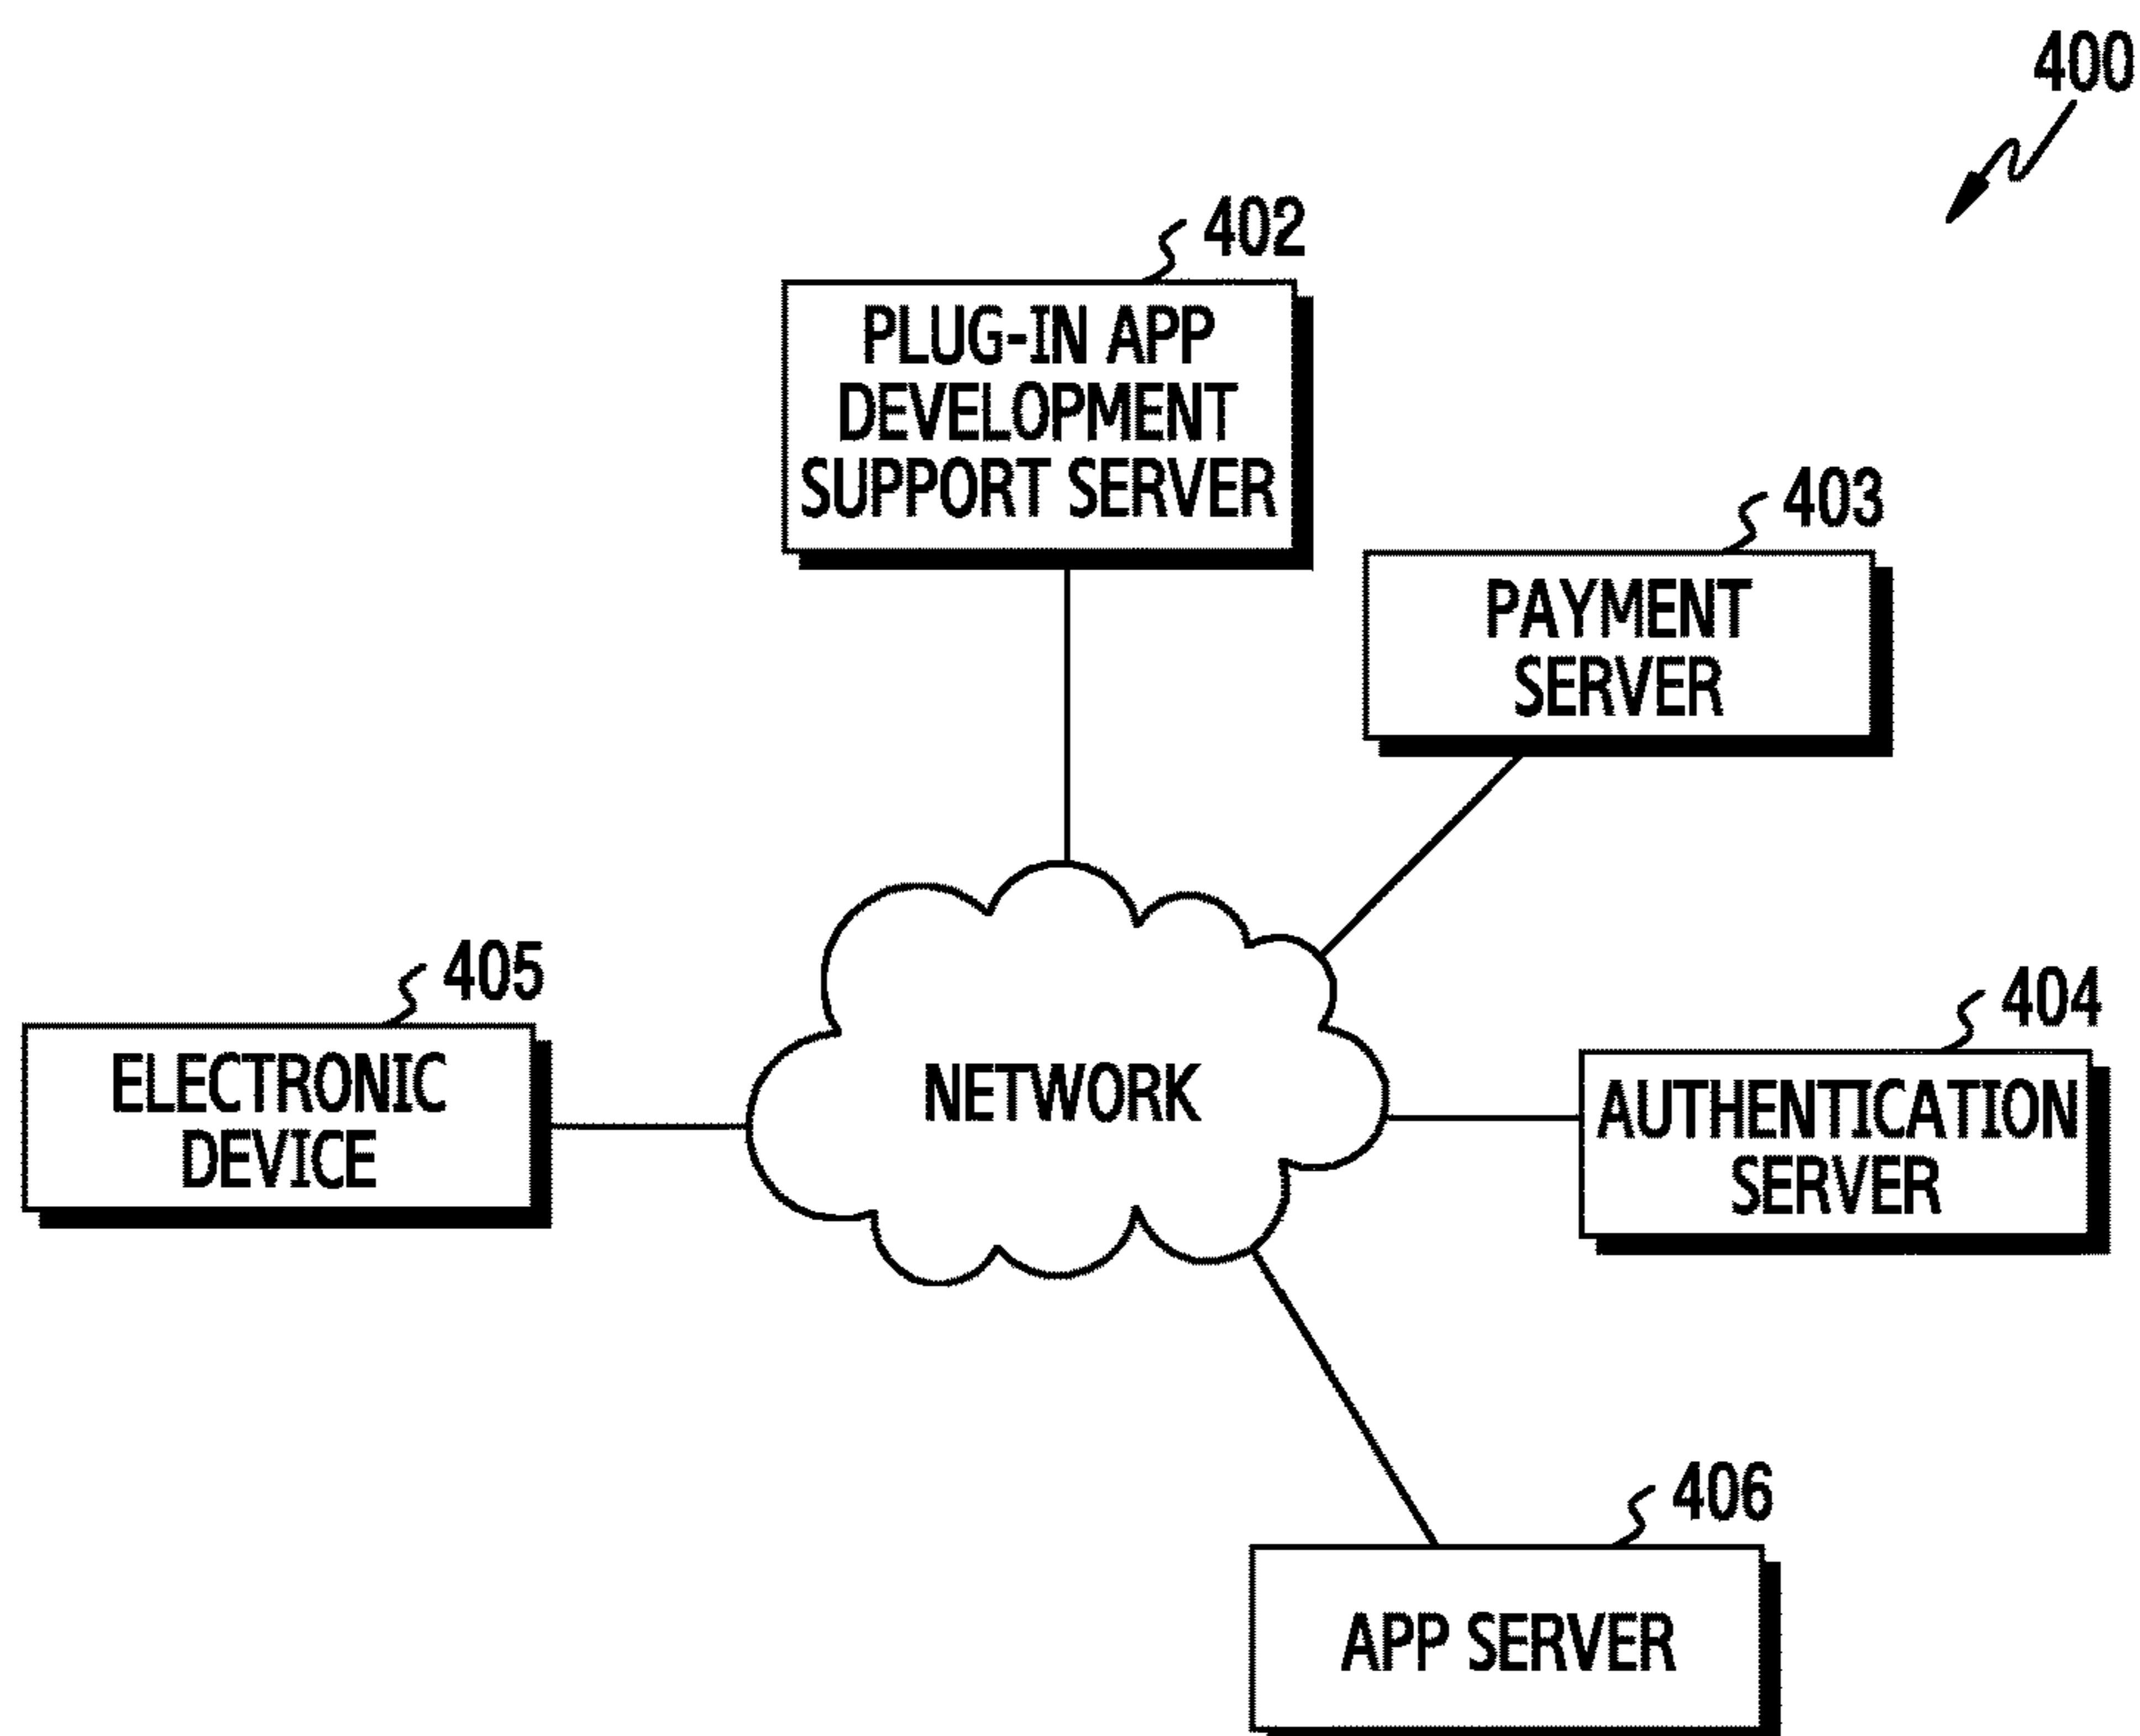 400
402
PLUG-IN APP
DEVELOPMENT
SUPPORT SERVER
403
PAYMENT
SERVER
405
ELECTRONIC
DEVICE
NETWORK
404
AUTHENTICATION
SERVER
406
APP SERVER